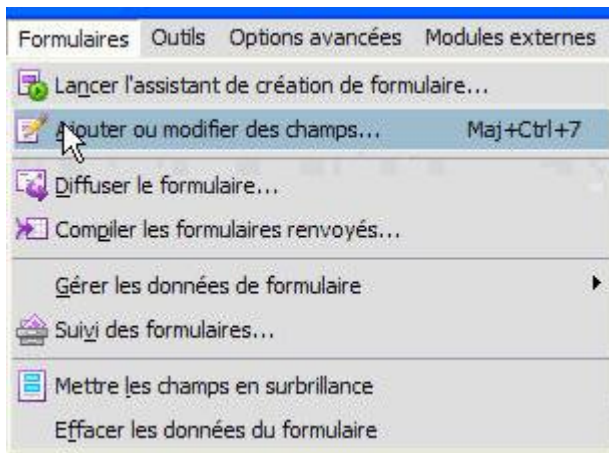 Formulaires Outils Options avancées Modules externes
Lancer l'assistant de création de formulaire...
Ajouter ou modifier des champs... Maj+Ctrl+7
Diffuser le formulaire...
Compiler les formulaires renvoyés...
Gérer les données de formulaire
Suivi des formulaires...
Mettre les champs en surbrillance
Effacer les données du formulaire